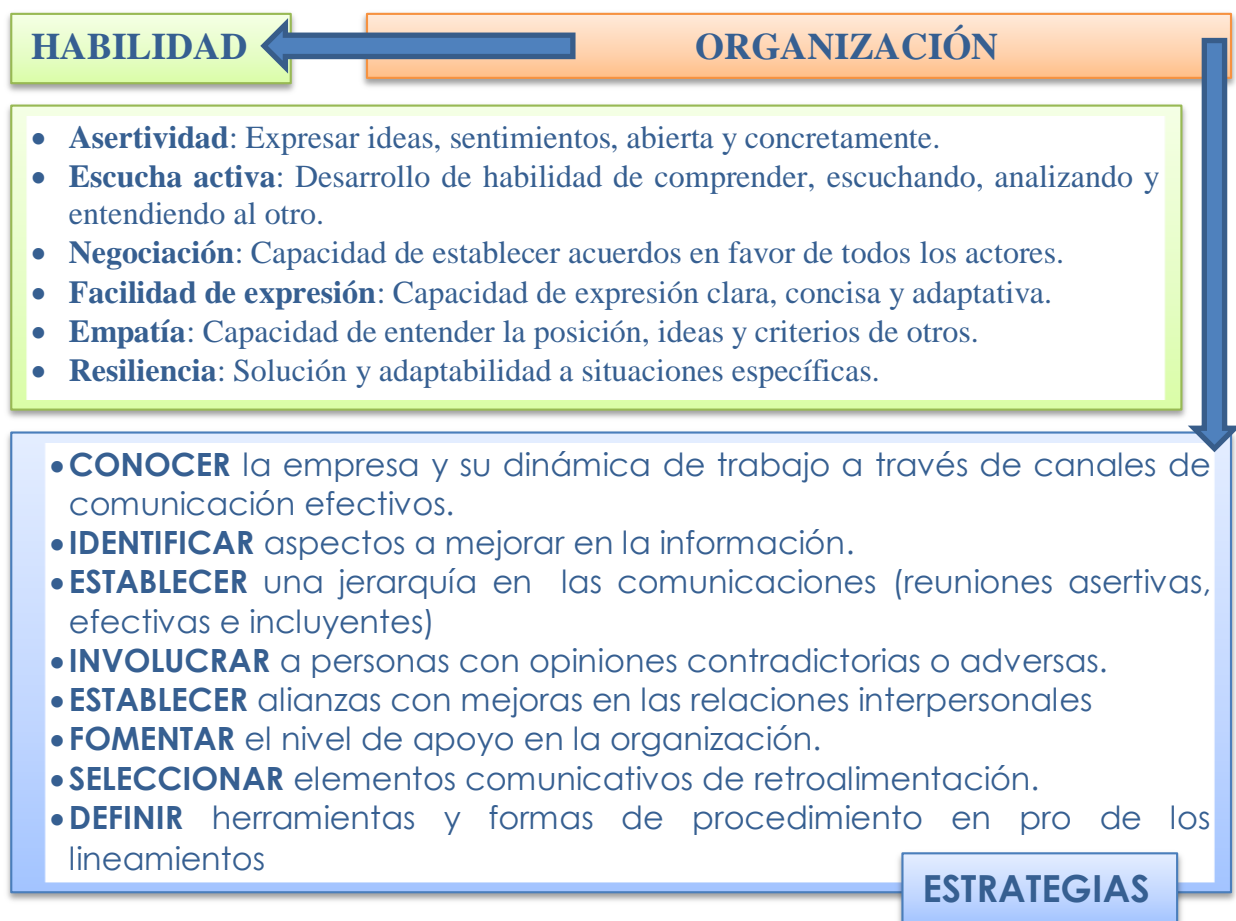 HABILIDAD
ORGANIZACIÓN
• Asertividad: Expresar ideas, sentimientos, abierta y concretamente.
• Escucha activa: Desarrollo de habilidad de comprender, escuchando, analizando y
entendiendo al otro.
• Negociación: Capacidad de establecer acuerdos en favor de todos los actores.
• Facilidad de expresión: Capacidad de expresión clara, concisa y adaptativa.
• Empatía: Capacidad de entender la posición, ideas y criterios de otros.
• Resiliencia: Solución y adaptabilidad a situaciones específicas.
• CONOCER la empresa y su dinámica de trabajo a través de canales de
comunicación efectivos.
• IDENTIFICAR aspectos a mejorar en la información.
• ESTABLECER una jerarquía en las comunicaciones (reuniones asertivas,
efectivas e incluyentes)
• INVOLUCRAR a personas con opiniones contradictorias o adversas.
• ESTABLECER alianzas con mejoras en las relaciones interpersonales
• FOMENTAR el nivel de apoyo en la organización.
• SELECCIONAR elementos comunicativos de retroalimentación.
• DEFINIR herramientas y formas de procedimiento en pro de los
lineamientos
ESTRATEGIAS